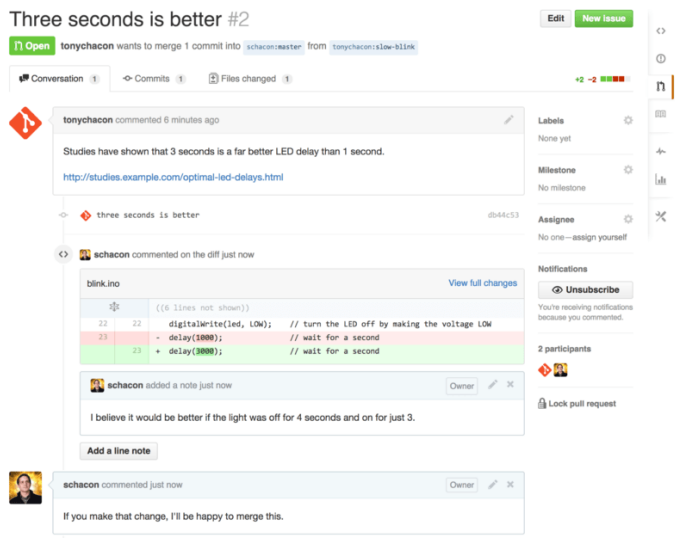 Three seconds is better #2
Edit
New issue
Open
tonychacon wants to merge 1 commit into schacon:master from tonychacon:slow-blink
Conversation 1
Commits 1
Files changed 1
+2 −2
tonychacon commented 6 minutes ago
Studies have shown that 3 seconds is a far better LED delay than 1 second.
http://studies.example.com/optimal-led-delays.html
three seconds is better
db44c53
schacon commented on the diff just now
blink.ino
View full changes
((6 lines not shown))
22 22 digitalWrite(led, LOW); // turn the LED off by making the voltage LOW
23 - delay(1000); // wait for a second
23 + delay(3000); // wait for a second
schacon added a note just now
Owner
I believe it would be better if the light was off for 4 seconds and on for just 3.
Add a line note
schacon commented just now
Owner
If you make that change, I'll be happy to merge this.
Labels
None yet
Milestone
No milestone
Assignee
No one—assign yourself
Notifications
Unsubscribe
You're receiving notifications
because you commented.
2 participants
Lock pull request